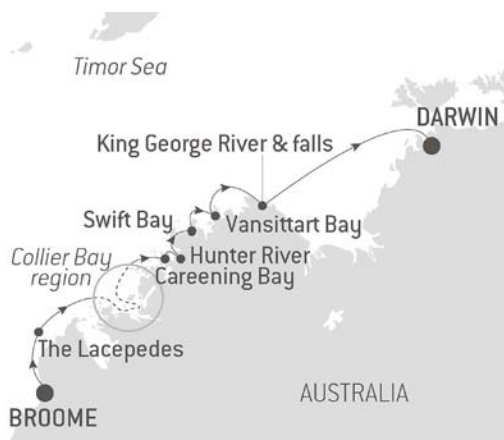 Timor Sea
DARWIN
King George River & falls
Swift Bay
Vansittart Bay
Collier Bay
region
Hunter River
Careening Bay
The Lacepedes
AUSTRALIA
BROOME